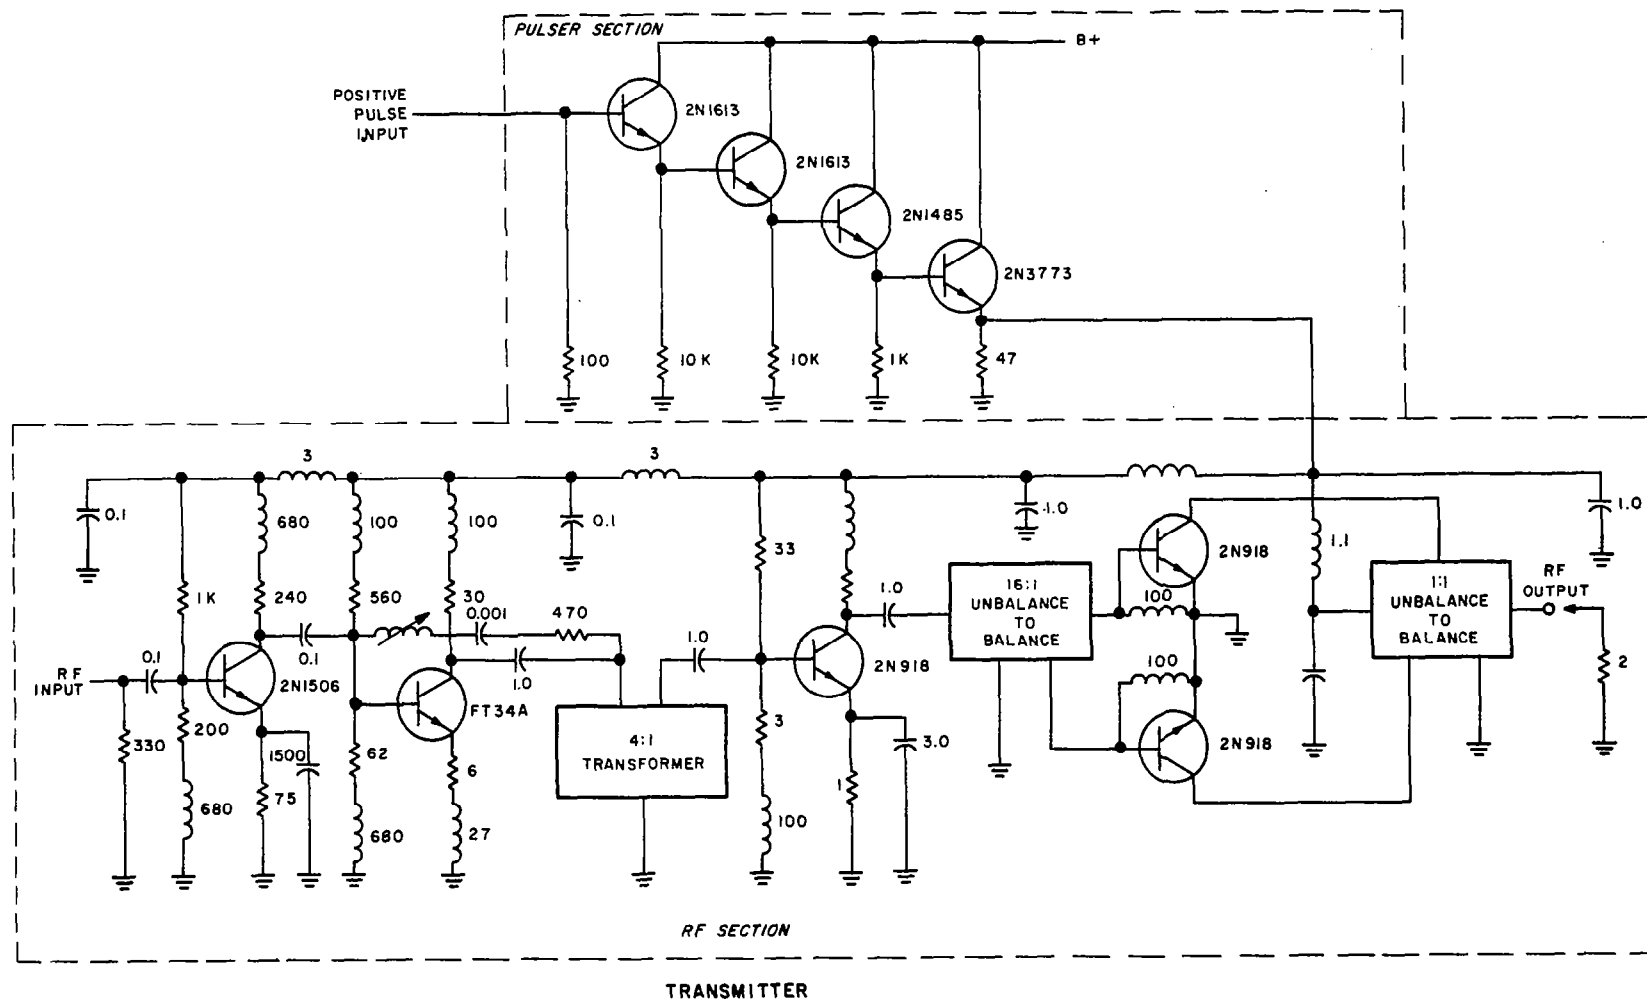 PULSER SECTION
B+
POSITIVE
PULSE
INPUT
2N1613
2N1613
2N1485
2N3773
100
10K
10K
1K
47
3
3
0.1
680
100
100
0.1
1.0
1.0
33
1.1
2N918
1K
240
560
30
0.001
470
1.0
16:1
UNBALANCE
TO
BALANCE
100
1:1
UNBALANCE
TO
BALANCE
RF
OUTPUT
0.1
0.1
1.0
1.0
2N918
100
2
RF
INPUT
2N1506
FT34A
330
200
1500
62
6
4:1
TRANSFORMER
3
3.0
2N918
680
75
680
27
100
1
RF SECTION
TRANSMITTER